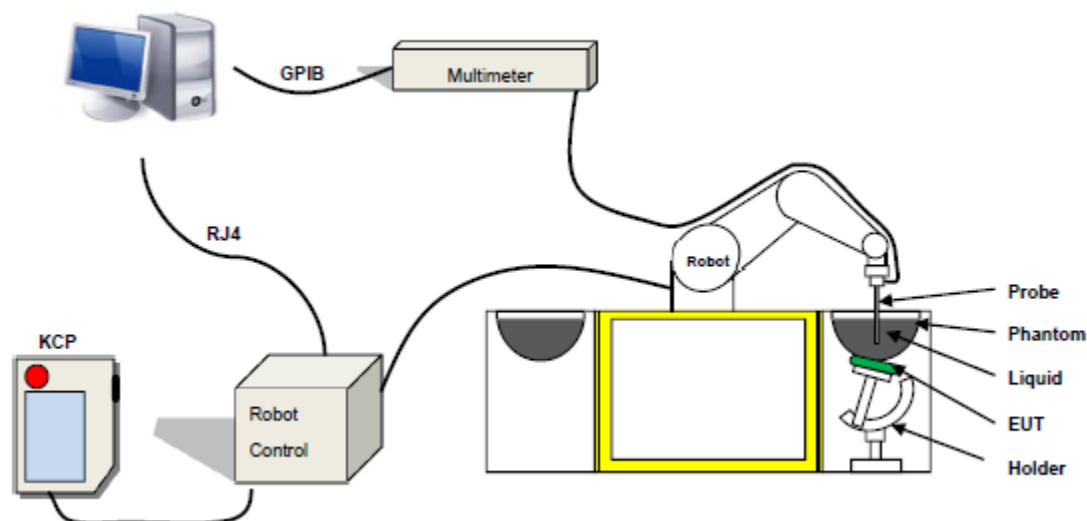 GPIB
Multimeter
RJ4
Robot
Probe
Phantom
KCP
Liquid
Robot
Control
EUT
Holder